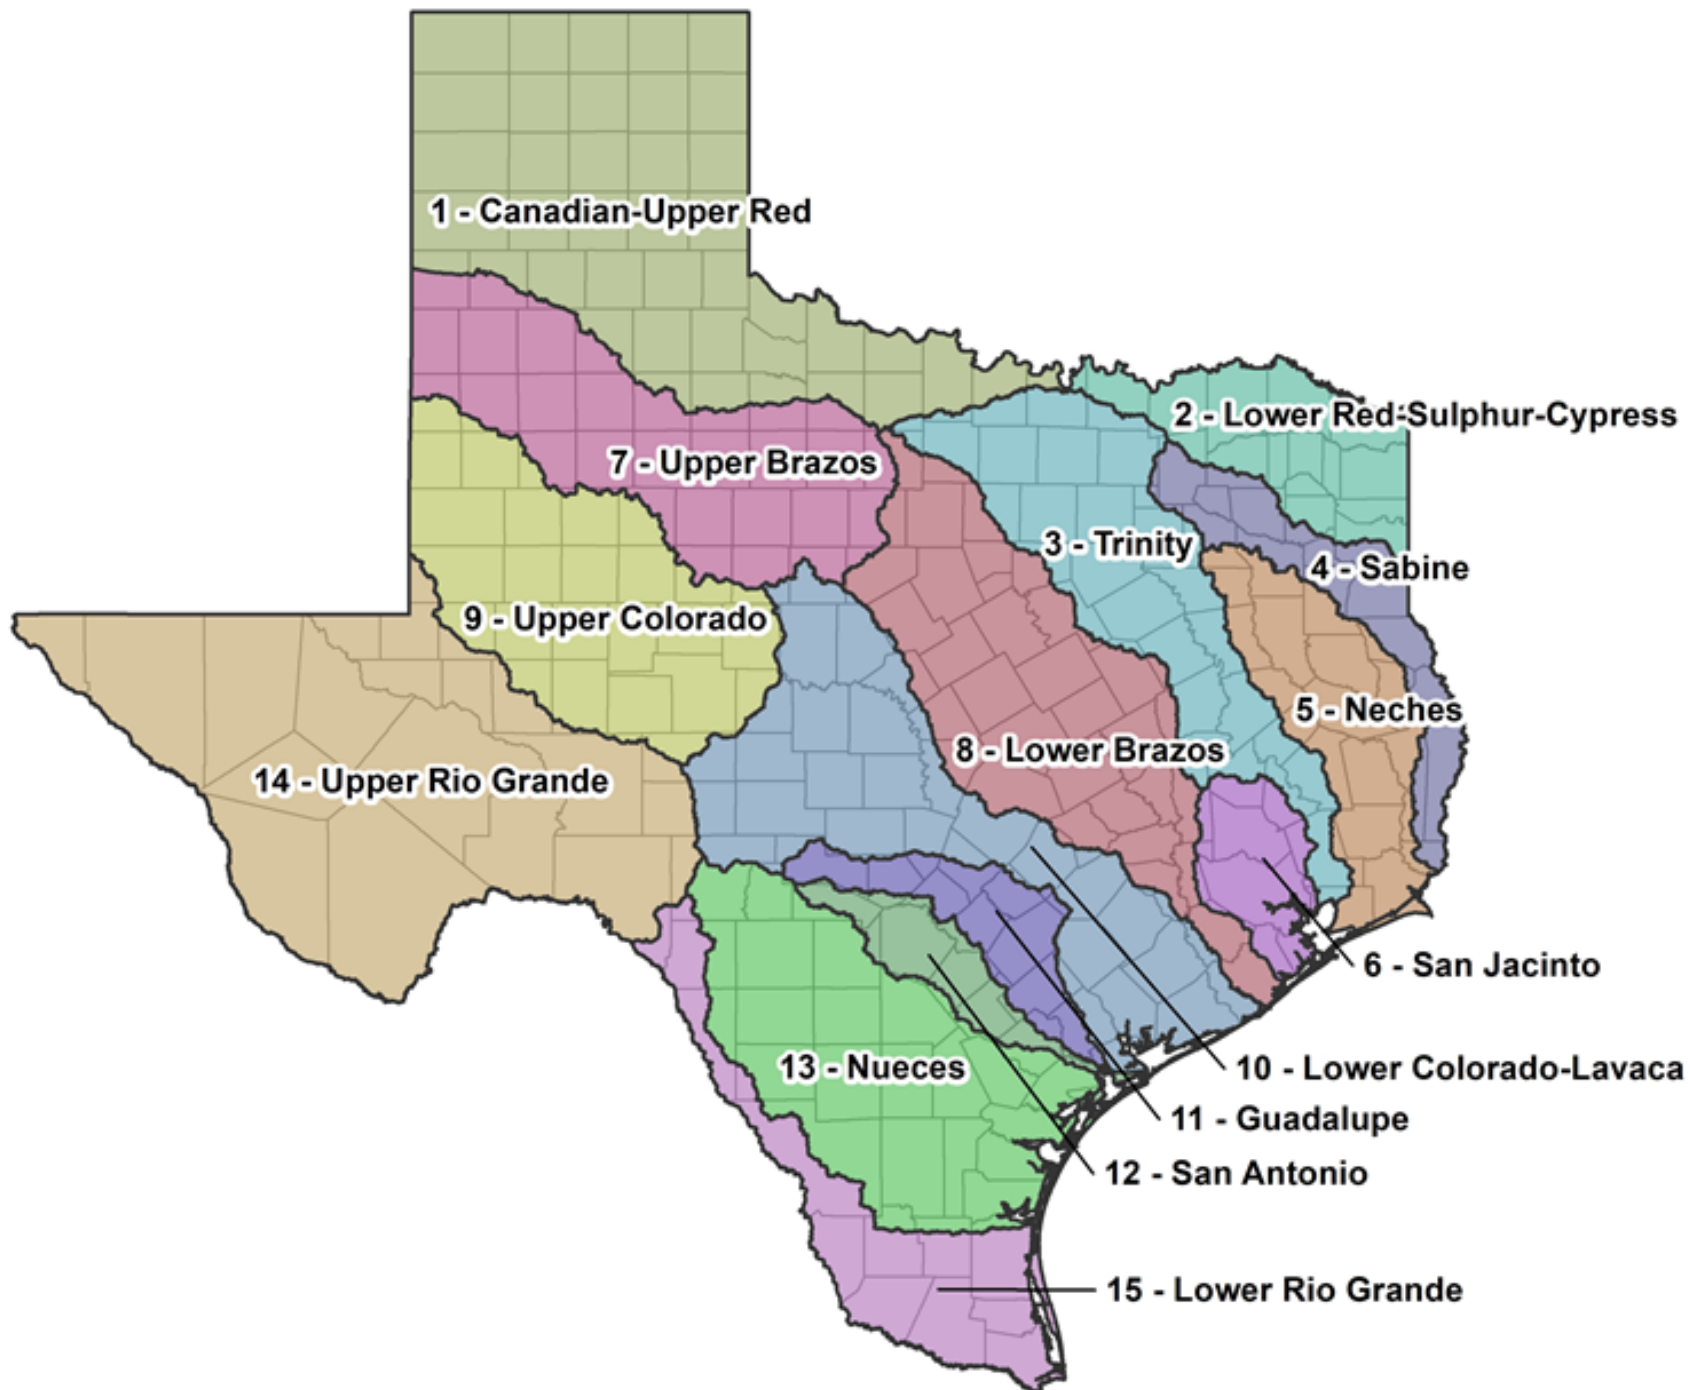 1 - Canadian-Upper Red
2 - Lower Red-Sulphur-Cypress
7 - Upper Brazos
3 - Trinity
4 - Sabine
9 - Upper Colorado
5 - Neches
8 - Lower Brazos
14 - Upper Rio Grande
6 - San Jacinto
13 - Nueces
10 - Lower Colorado-Lavaca
11 - Guadalupe
12 - San Antonio
15 - Lower Rio Grande